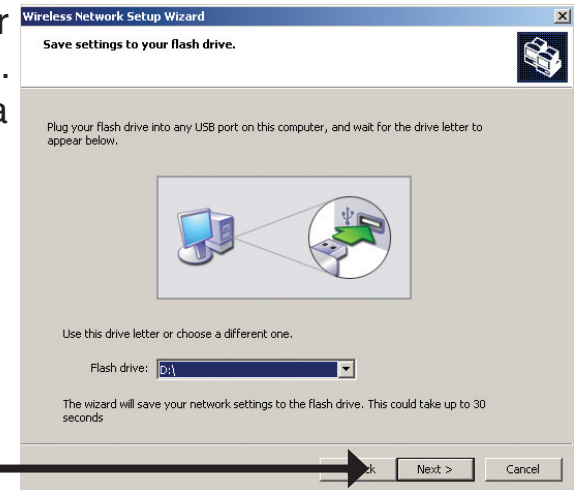 Wireless Network Setup Wizard
Save settings to your flash drive.
Plug your flash drive into any USB port on this computer, and wait for the drive letter to
appear below.
Use this drive letter or choose a different one.
Flash drive: D:\
The wizard will save your network settings to the flash drive. This could take up to 30
seconds
Next >
Cancel